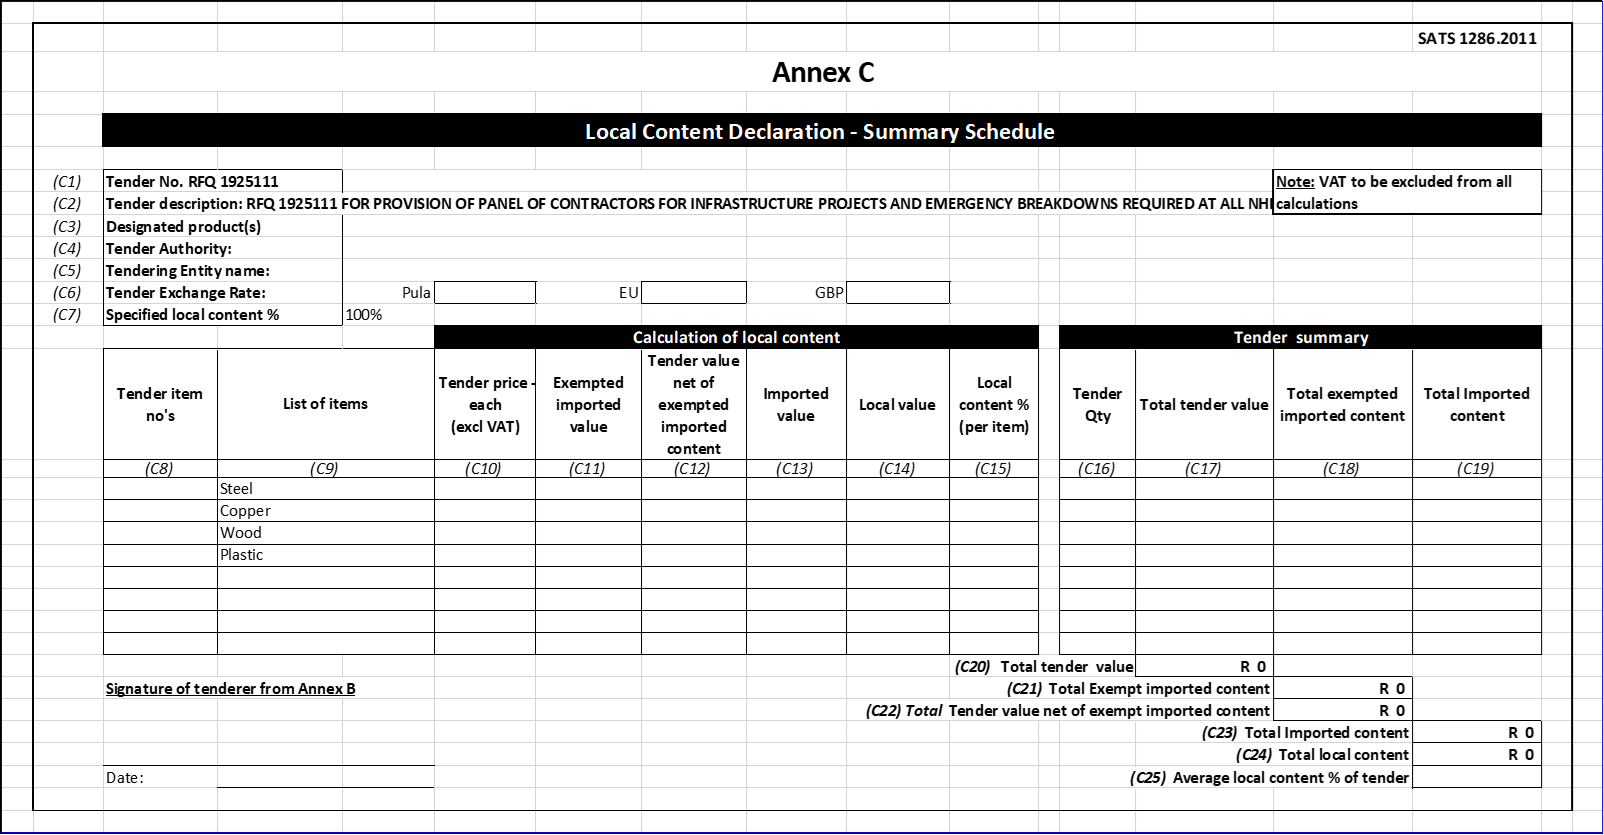 SATS 1286.2011
Annex C
Local Content Declaration - Summary Schedule
(C1) Tender No. RFQ 1925111
Note: VAT to be excluded from all calculations
(C2) Tender description: RFQ 1925111 FOR PROVISION OF PANEL OF CONTRACTORS FOR INFRASTRUCTURE PROJECTS AND EMERGENCY BREAKDOWNS REQUIRED AT ALL NHI
(C3) Designated product(s)
(C4) Tender Authority:
(C5) Tendering Entity name:
(C6) Tender Exchange Rate: Pula EU GBP
(C7) Specified local content % 100%
Calculation of local content Tender summary
Tender item no's
List of items
Tender price - each (excl VAT)
Exempted imported value
Tender value net of exempted imported content
Imported value
Local value
Local content % (per item)
Tender Qty
Total tender value
Total exempted imported content
Total Imported content
(C8) (C9) (C10) (C11) (C12) (C13) (C14) (C15) (C16) (C17) (C18) (C19)
Steel
Copper
Wood
Plastic
(C20) Total tender value R 0
Signature of tenderer from Annex B
(C21) Total Exempt imported content R 0
(C22) Total Tender value net of exempt imported content R 0
(C23) Total Imported content R 0
(C24) Total local content R 0
Date:
(C25) Average local content % of tender